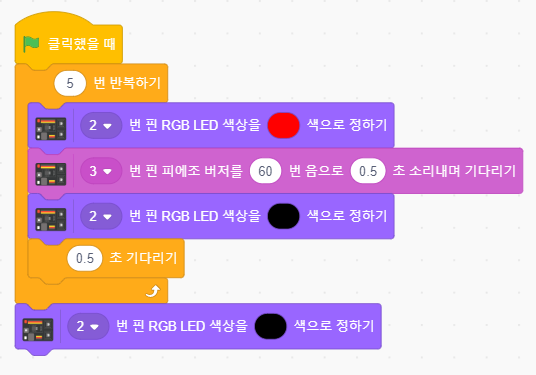 클릭했을 때
5 번 반복하기
2 번 핀 RGB LED 색상을 색으로 정하기
3 번 핀 피에조 버저를 60 번 음으로 0.5 초 소리내며 기다리기
2 번 핀 RGB LED 색상을 색으로 정하기
0.5 초 기다리기
2 번 핀 RGB LED 색상을 색으로 정하기